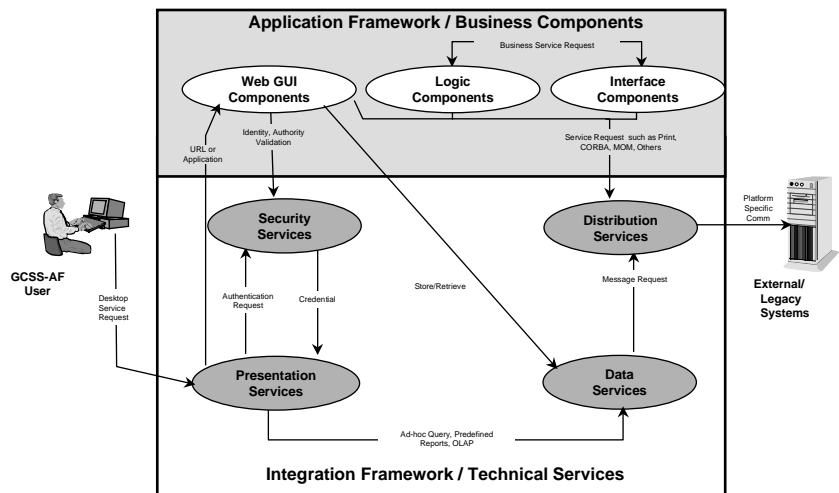 Application Framework / Business Components
Business Service Request
Web GUI
Components
Logic
Components
Interface
Components
Identity, Authority
Validation
URL or
Application
Service Request such as Print,
CORBA, MOM, Others
Platform
Specific
Comm
Security
Services
Distribution
Services
GCSS-AF
User
External/
Legacy
Systems
Desktop
Service
Request
Authentication
Request
Credential
Store/Retrieve
Message Request
Presentation
Services
Data
Services
Ad-hoc Query, Predefined
Reports, OLAP
Integration Framework / Technical Services